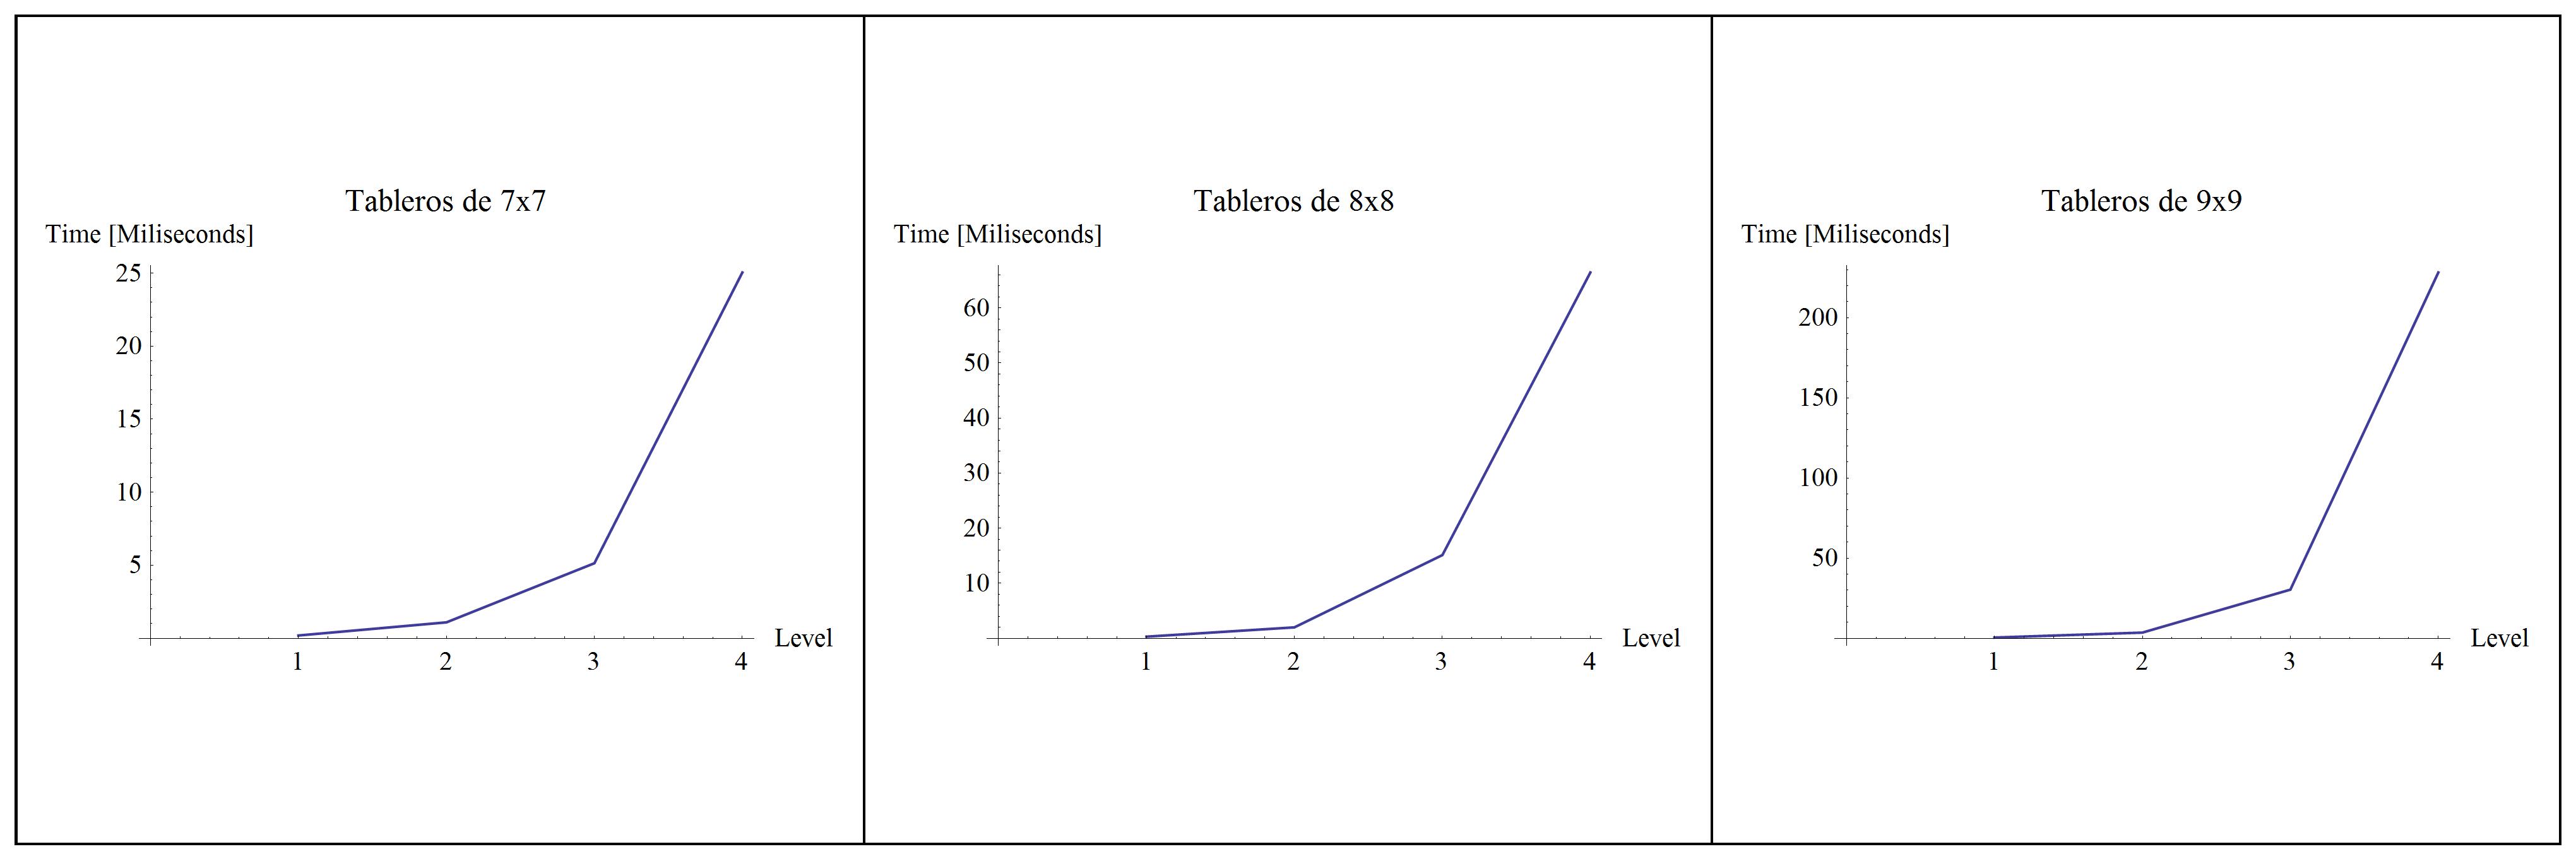 Tableros de 7x7
Time [Miliseconds]
25
20
15
10
5
Level
1 2 3 4
Tableros de 8x8
Time [Miliseconds]
60
50
40
30
20
10
Level
1 2 3 4
Tableros de 9x9
Time [Miliseconds]
200
150
100
50
Level
1 2 3 4